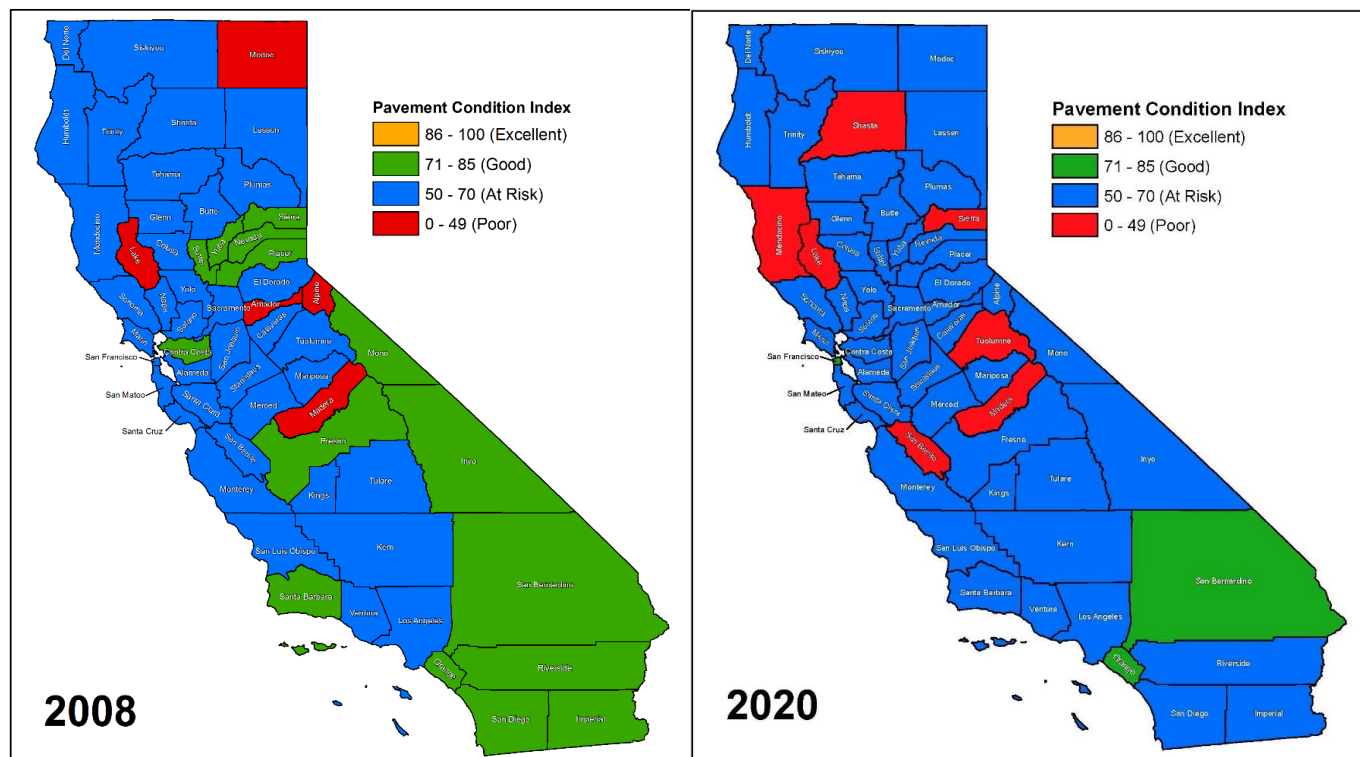 Del Norte
Siskiyou
Modoc
Humboldt
Trinity
Shasta
Lassen
Tehama
Plumas
Mendocino
Glenn
Butte
Sierra
Lake
Colusa
Sutter
Yuba
Nevada
Placer
Sonoma
Napa
Yolo
El Dorado
Solano
Sacramento
Amador
Alpine
Marin
Contra Costa
San Joaquin
Calaveras
Tuolumne
Mono
San Francisco
Alameda
Stanislaus
Mariposa
San Mateo
Santa Clara
Merced
Madera
Santa Cruz
San Benito
Fresno
Inyo
Monterey
Kings
Tulare
San Luis Obispo
Kern
San Bernardino
Santa Barbara
Ventura
Los Angeles
Orange
Riverside
San Diego
Imperial
Pavement Condition Index
86 - 100 (Excellent)
71 - 85 (Good)
50 - 70 (At Risk)
0 - 49 (Poor)
2008
Del Norte
Siskiyou
Modoc
Humboldt
Trinity
Shasta
Lassen
Tehama
Plumas
Mendocino
Glenn
Butte
Sierra
Lake
Colusa
Sutter
Yuba
Nevada
Placer
Sonoma
Napa
Yolo
El Dorado
Solano
Sacramento
Amador
Alpine
Marin
Contra Costa
San Joaquin
Calaveras
Tuolumne
Mono
San Francisco
Alameda
Stanislaus
Mariposa
San Mateo
Santa Clara
Merced
Madera
Santa Cruz
San Benito
Fresno
Inyo
Monterey
Kings
Tulare
San Luis Obispo
Kern
San Bernardino
Santa Barbara
Ventura
Los Angeles
Orange
Riverside
San Diego
Imperial
Pavement Condition Index
86 - 100 (Excellent)
71 - 85 (Good)
50 - 70 (At Risk)
0 - 49 (Poor)
2020